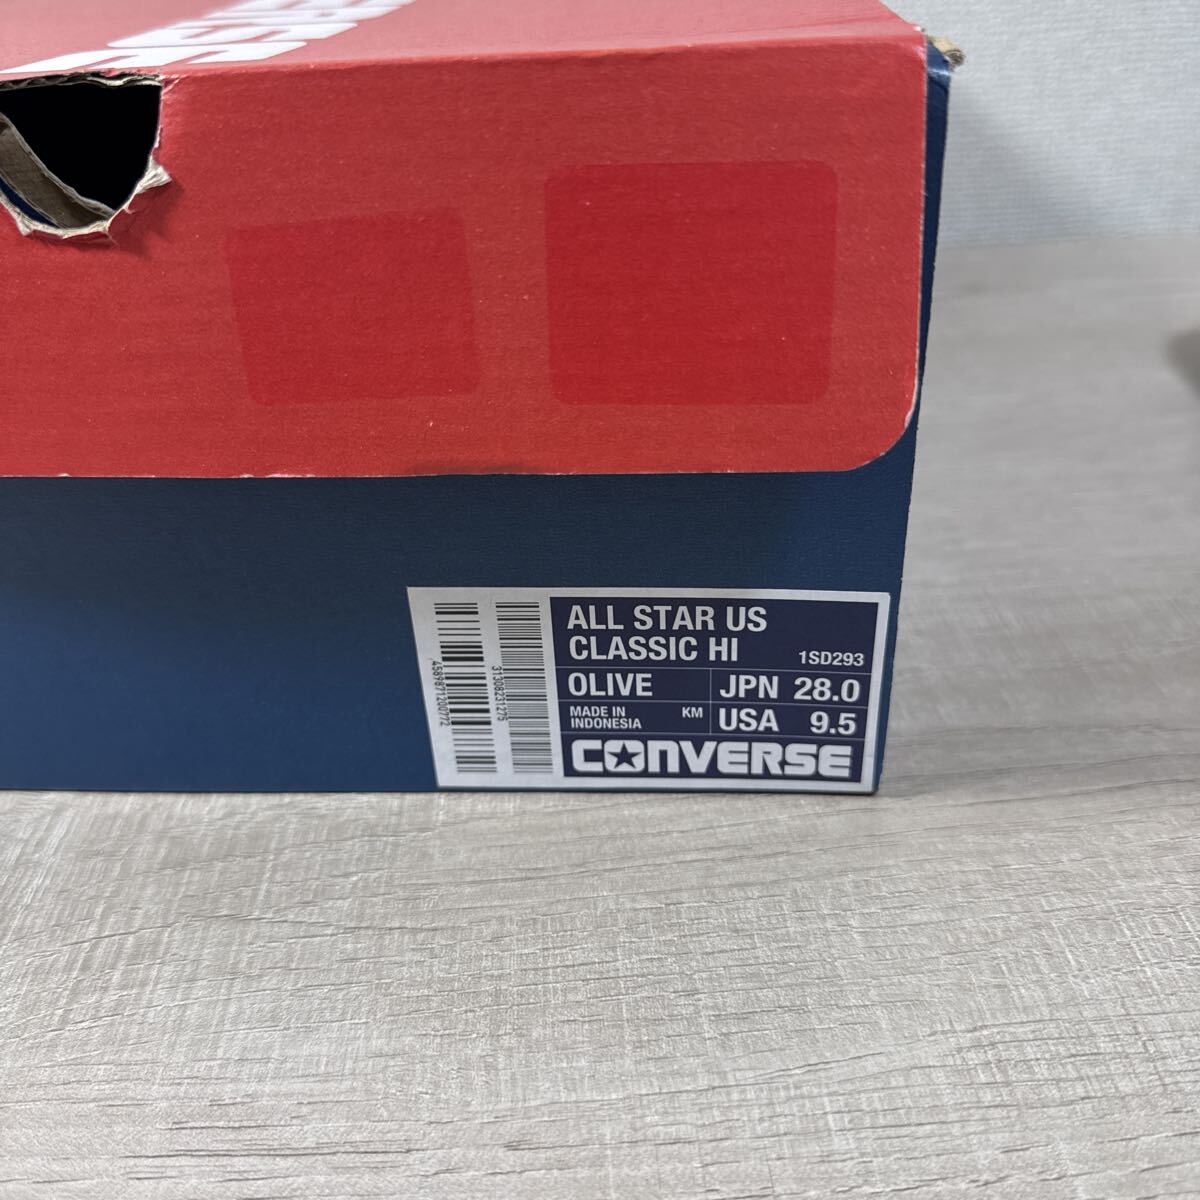 ALL STAR US
CLASSIC HI 1SD293
OLIVE JPN 28.0
MADE IN
INDONESIA KM USA 9.5
CONVERSE
4589871200772
31308231275